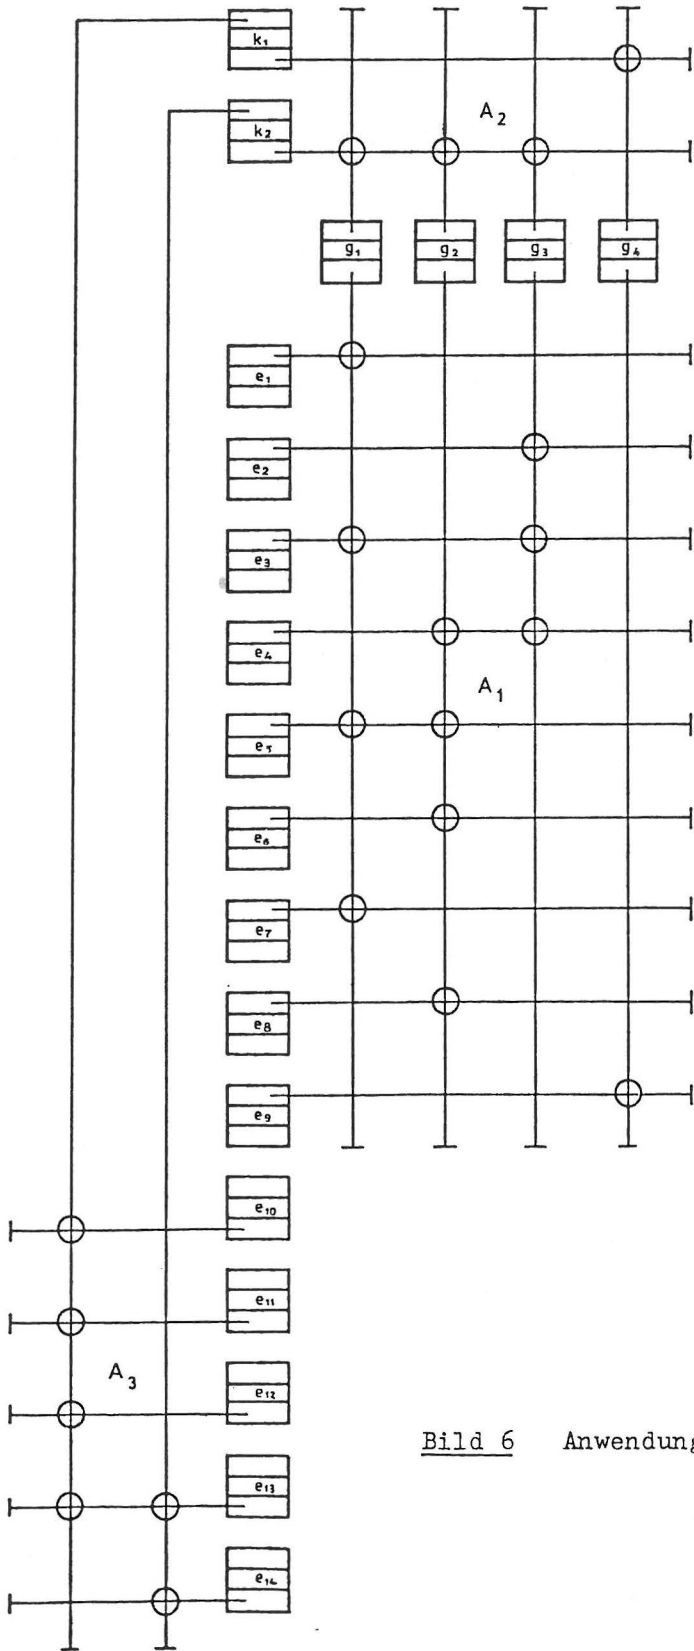 k₁
k₂
A₂
g₁ g₂ g₃ g₄
e₁
e₂
e₃
e₄
A₁
e₅
e₆
e₇
e₈
e₉
e₁₀
e₁₁
A₃
e₁₂
e₁₃
e₁₄
Bild 6 Anwendung